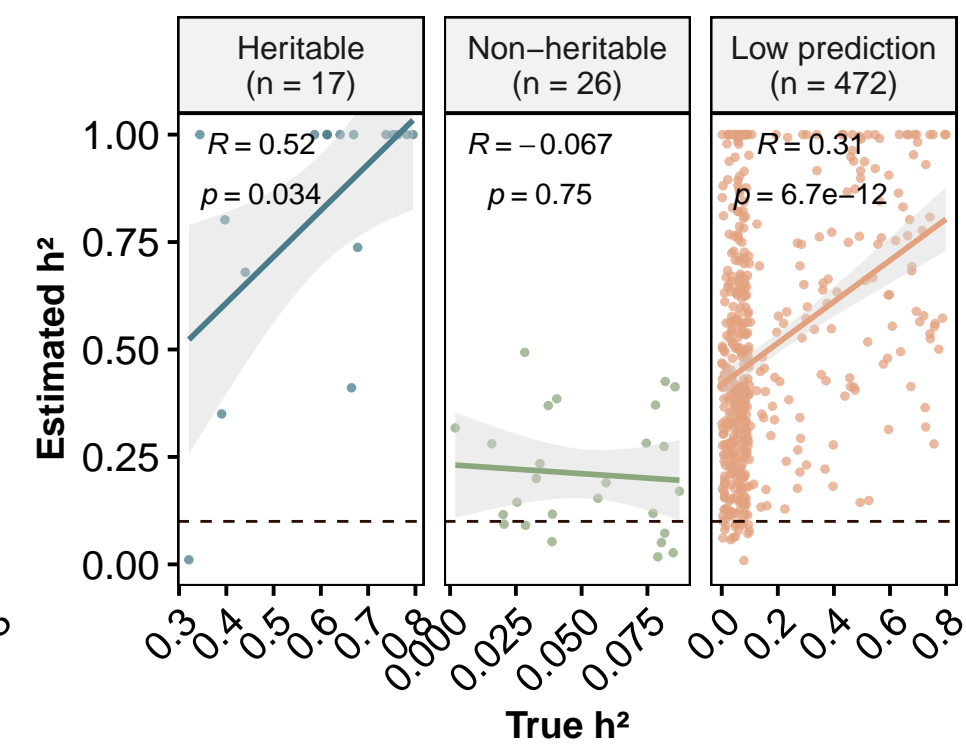 Heritable
(n = 17)
Non−heritable
(n = 26)
Low prediction
(n = 472)
R = 0.52
p = 0.034
R = −0.067
p = 0.75
R = 0.31
p = 6.7e−12
Estimated h²
1.00
0.75
0.50
0.25
0.00
0.3
0.4
0.5
0.6
0.7
0.8
0.000
0.025
0.050
0.075
0.0
0.2
0.4
0.6
0.8
True h²